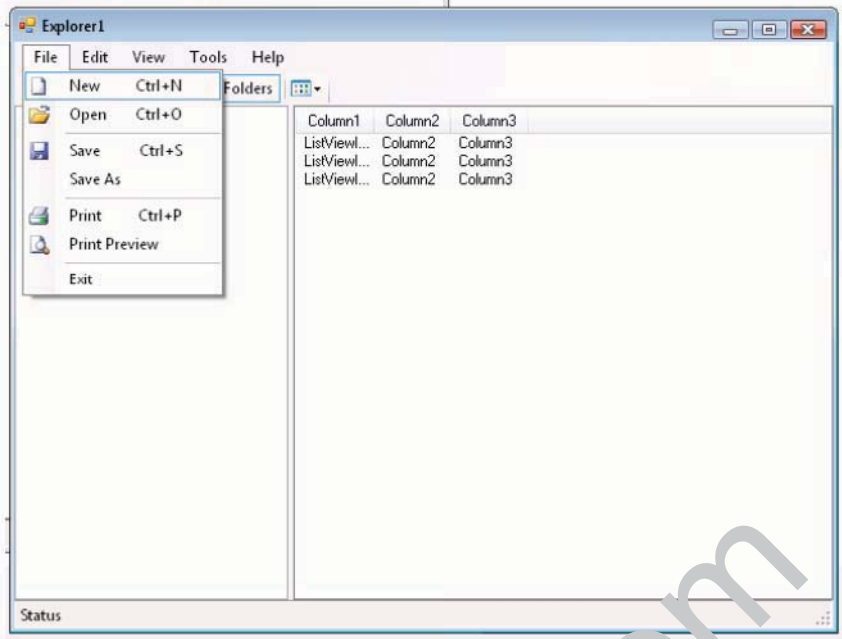 Explorer1
File Edit View Tools Help
New Ctrl+N
Folders
Open Ctrl+O
Save Ctrl+S
Save As
Print Ctrl+P
Print Preview
Exit
Column1 Column2 Column3
ListViewI... Column2 Column3
ListViewI... Column2 Column3
ListViewI... Column2 Column3
Status
om